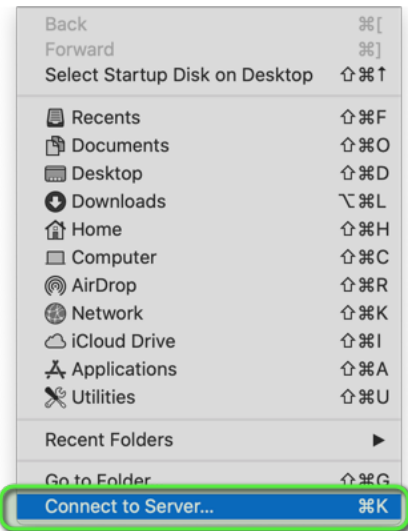 Back ⌘[
Forward ⌘]
Select Startup Disk on Desktop ⇧⌘↑
Recents ⇧⌘F
Documents ⇧⌘O
Desktop ⇧⌘D
Downloads ⌥⌘L
Home ⇧⌘H
Computer ⇧⌘C
AirDrop ⇧⌘R
Network ⇧⌘K
iCloud Drive ⇧⌘I
Applications ⇧⌘A
Utilities ⇧⌘U
Recent Folders ▶
Go to Folder ⇧⌘G
Connect to Server... ⌘K